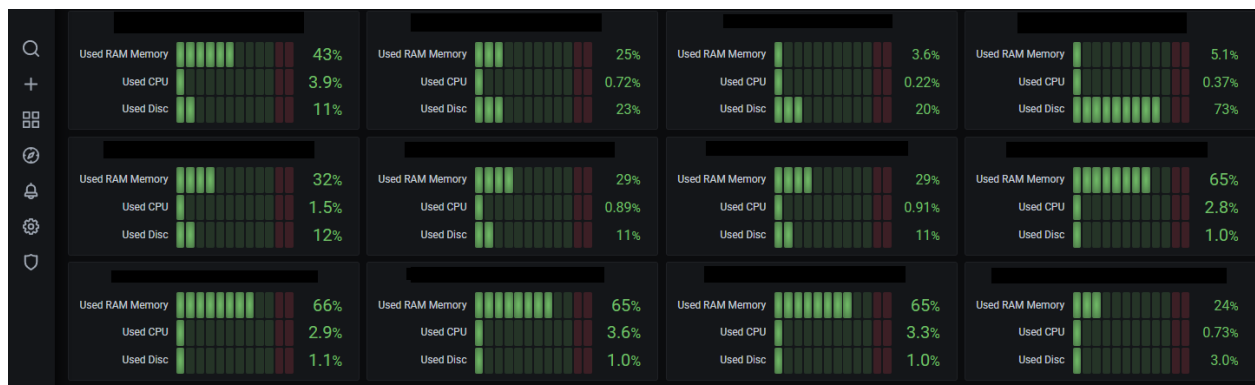 Used RAM Memory 43%
Used CPU 3.9%
Used Disc 11%
Used RAM Memory 25%
Used CPU 0.72%
Used Disc 23%
Used RAM Memory 3.6%
Used CPU 0.22%
Used Disc 20%
Used RAM Memory 5.1%
Used CPU 0.37%
Used Disc 73%
Used RAM Memory 32%
Used CPU 1.5%
Used Disc 12%
Used RAM Memory 29%
Used CPU 0.89%
Used Disc 11%
Used RAM Memory 29%
Used CPU 0.91%
Used Disc 11%
Used RAM Memory 65%
Used CPU 2.8%
Used Disc 1.0%
Used RAM Memory 66%
Used CPU 2.9%
Used Disc 1.1%
Used RAM Memory 65%
Used CPU 3.6%
Used Disc 1.0%
Used RAM Memory 65%
Used CPU 3.3%
Used Disc 1.0%
Used RAM Memory 24%
Used CPU 0.73%
Used Disc 3.0%